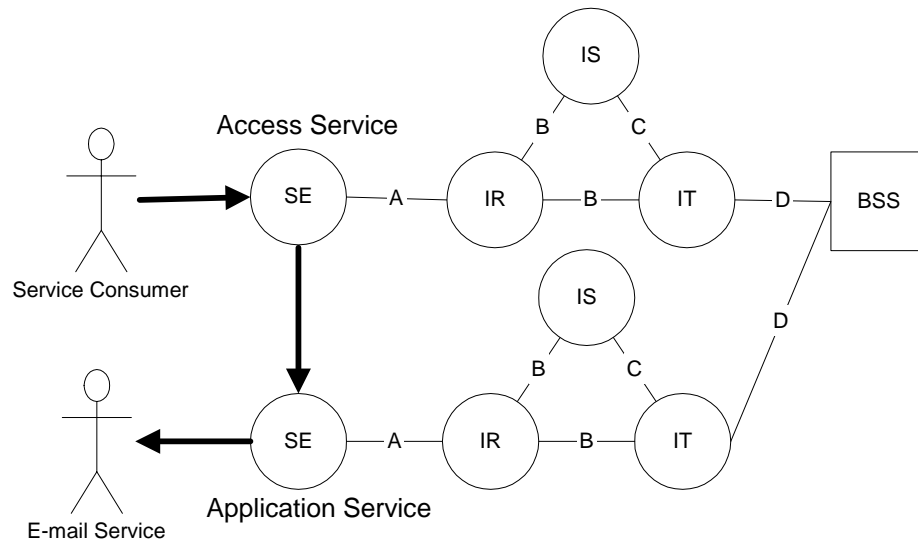 IS
Access Service
B
C
SE
A
IR
B
IT
D
BSS
Service Consumer
IS
D
B
C
SE
A
IR
B
IT
Application Service
E-mail Service